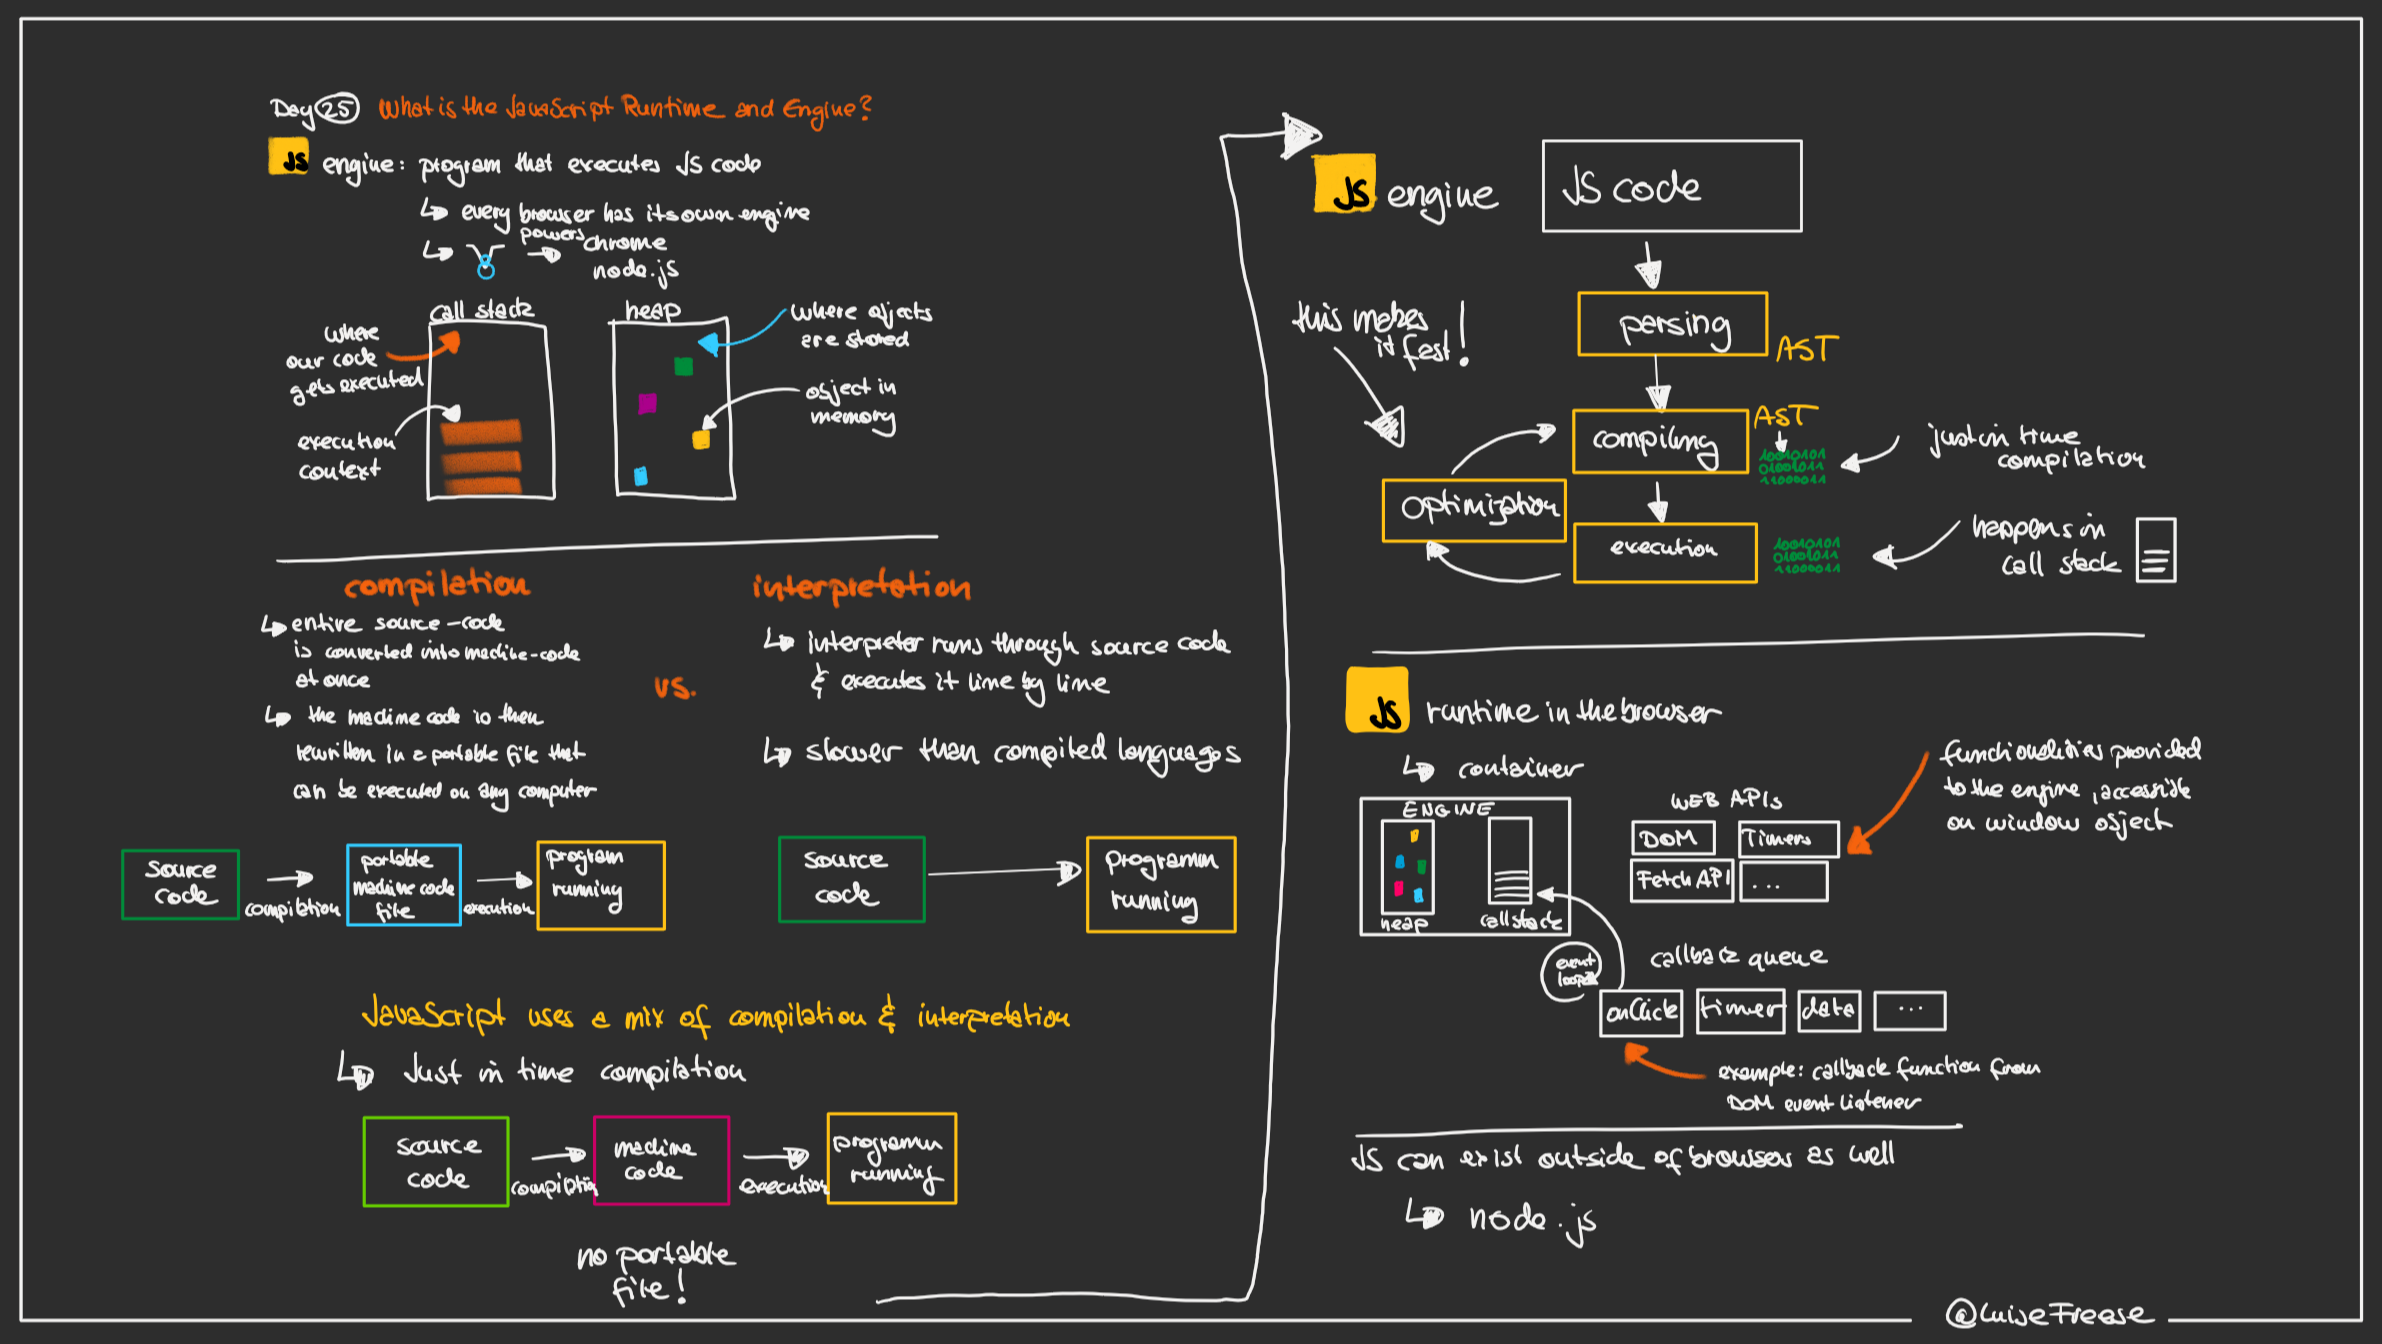 Day 25 What is the JavaScript Runtime and Engine?
JS engine: program that executes JS code
every browser has its own engine
powers
chrome
node.js
call stack
where
our code
gets executed
execution
context
heap
where objects
are stored
object in
memory
compilation
entire source-code
is converted into machine-code
at once
the machine code is then
rewritten in a portable file that
can be executed on any computer
vs.
interpretation
interpreter runs through source code
& executes it line by line
slower than compiled languages
source
code
compilation
portable
machine code
file
execution
program
running
source
code
programm
running
JavaScript uses a mix of compilation & interpretation
Just in time compilation
source
code
compilation
machine
code
execution
programm
running
no portable
file!
JS engine
JS code
this makes
it fast!
parsing
AST
compiling
AST
10010101
01001011
11000011
just in time
compilation
optimization
execution
10010101
01001011
11000011
happens in
call stack
JS runtime in the browser
container
ENGINE
heap
callstack
WEB APIs
DOM
Timers
Fetch API
...
functionalities provided
to the engine, accessible
on window object
event
loop
callback queue
onClick
timer
data
...
example: callback function from
DOM event listener
JS can exist outside of browsers as well
node.js
@LuiseFreese